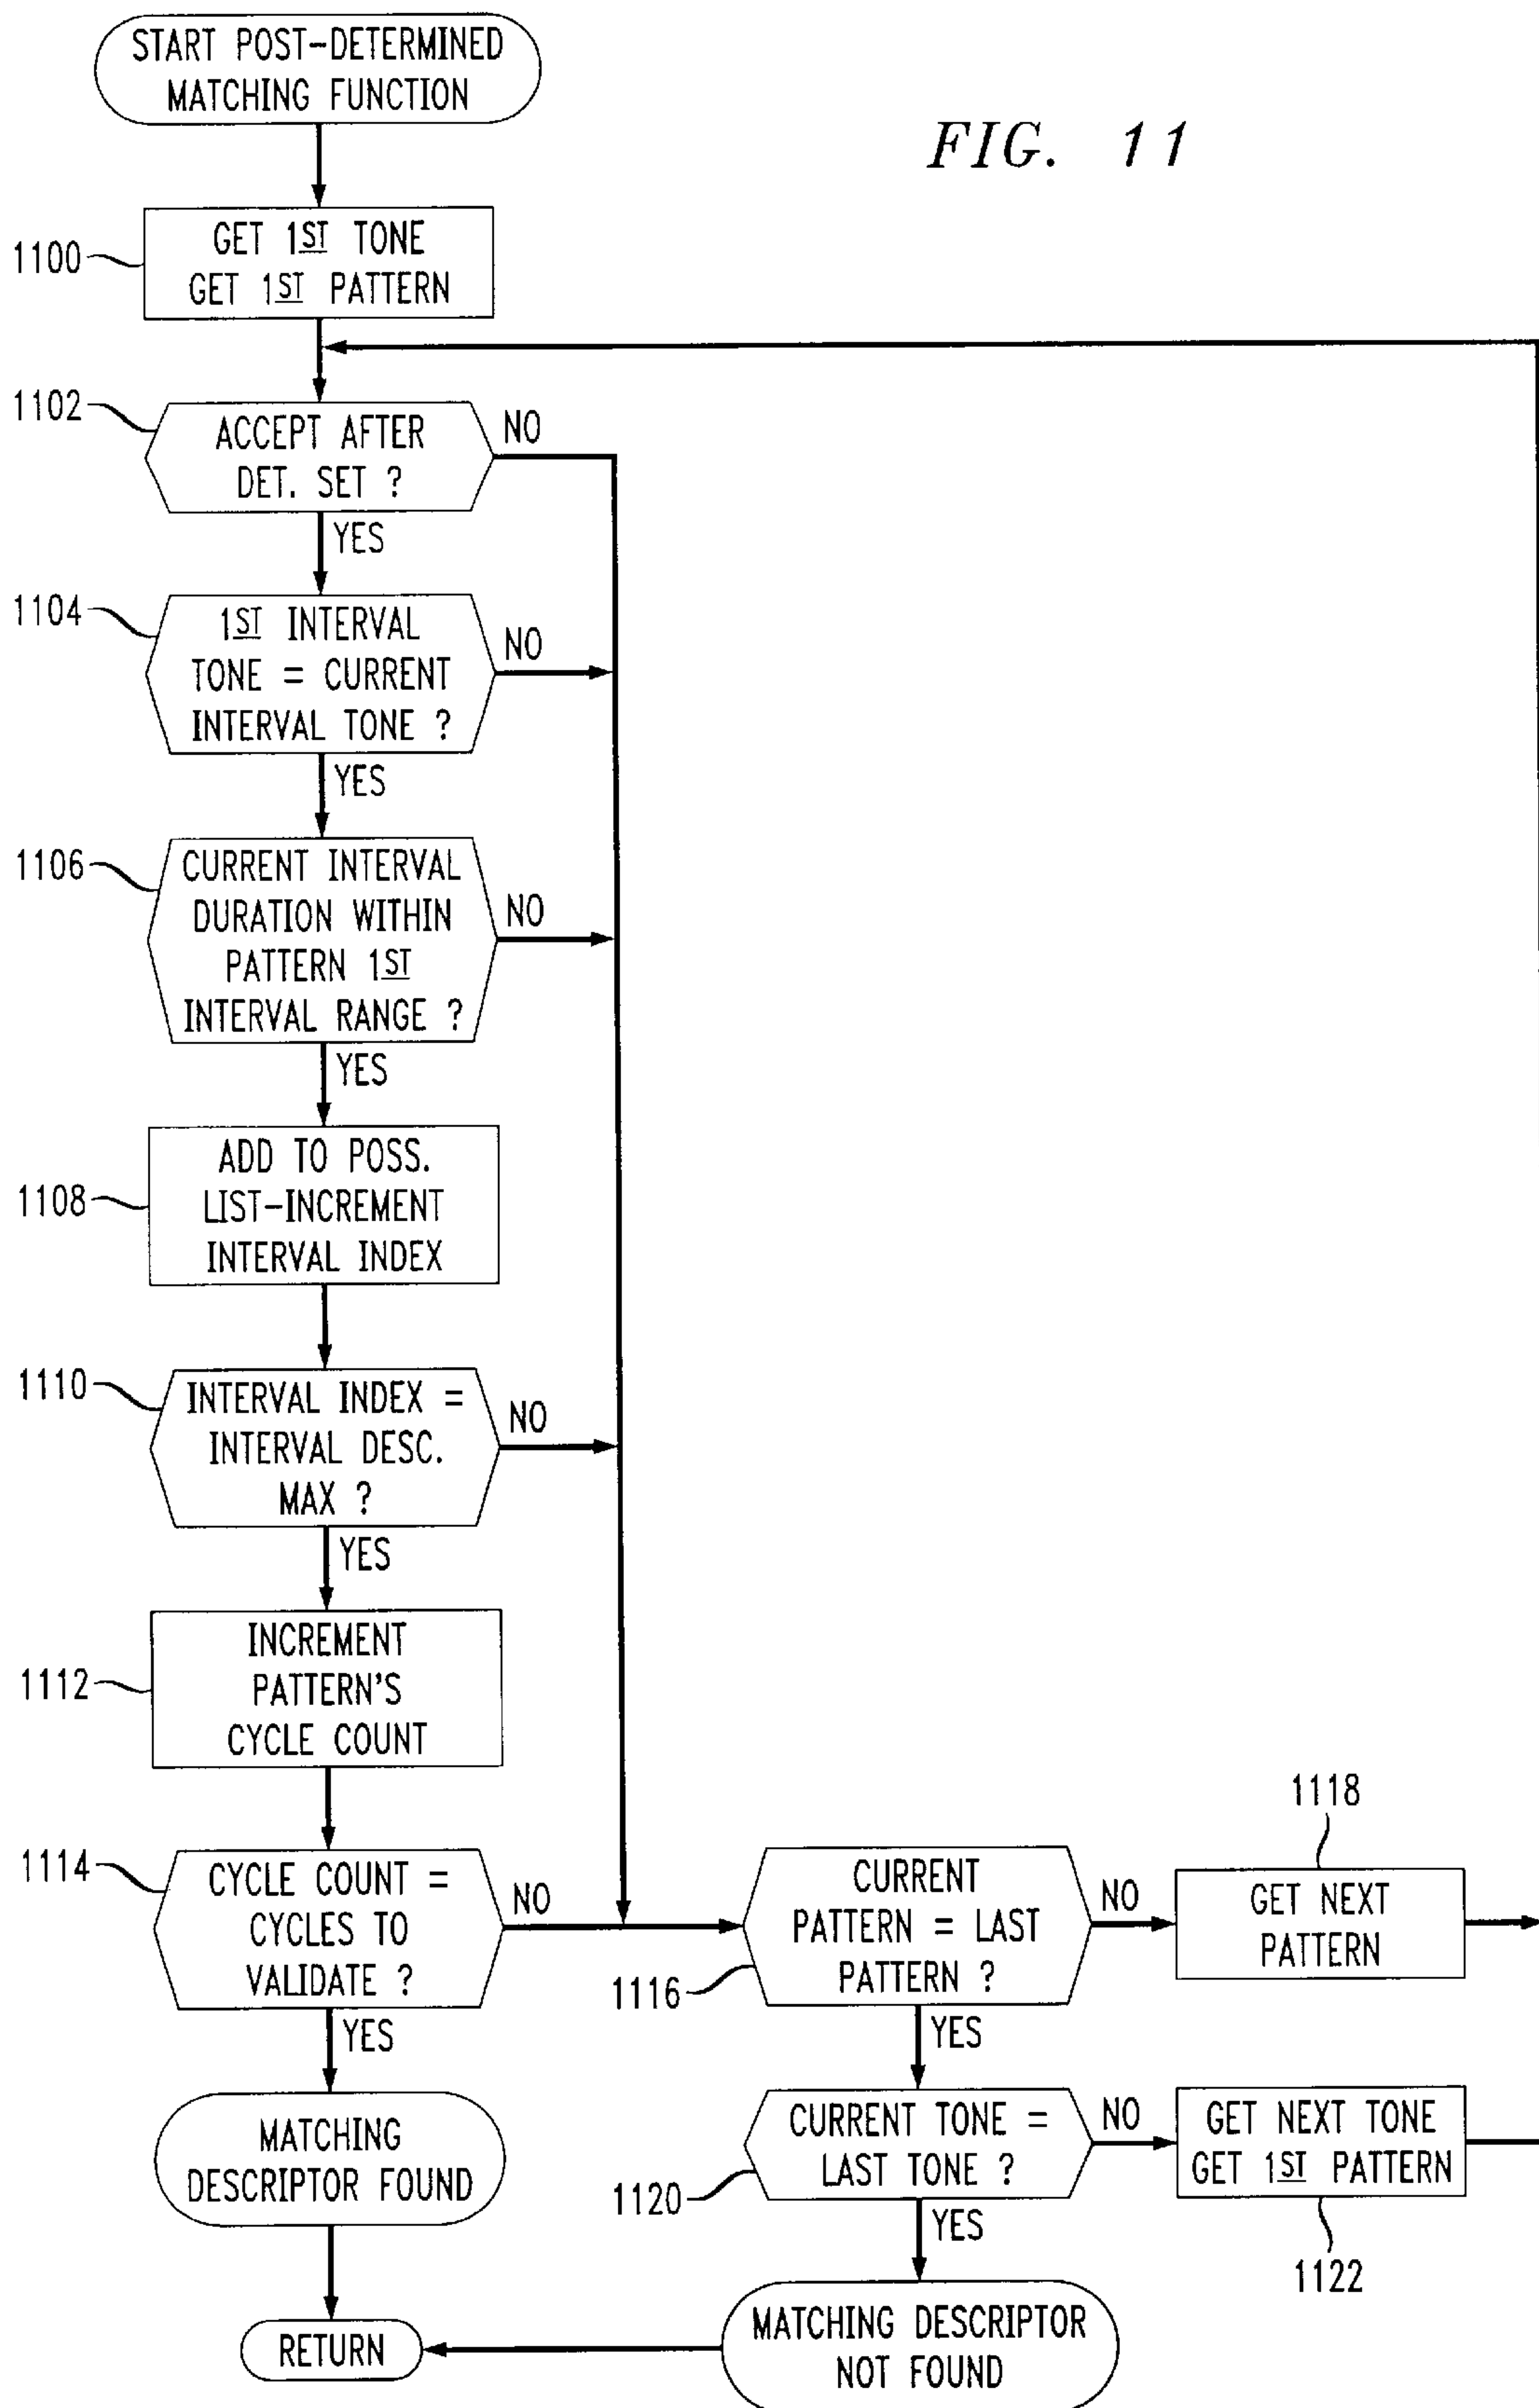 START POST-DETERMINED
MATCHING FUNCTION
FIG. 11
1100
GET 1ST TONE
GET 1ST PATTERN
1102
ACCEPT AFTER
DET. SET ?
NO
YES
1104
1ST INTERVAL
TONE = CURRENT
INTERVAL TONE ?
NO
YES
1106
CURRENT INTERVAL
DURATION WITHIN
PATTERN 1ST
INTERVAL RANGE ?
NO
YES
1108
ADD TO POSS.
LIST-INCREMENT
INTERVAL INDEX
1110
INTERVAL INDEX =
INTERVAL DESC.
MAX ?
NO
YES
1112
INCREMENT
PATTERN'S
CYCLE COUNT
1114
CYCLE COUNT =
CYCLES TO
VALIDATE ?
NO
YES
MATCHING
DESCRIPTOR FOUND
RETURN
CURRENT
PATTERN = LAST
PATTERN ?
1116
NO
YES
1118
GET NEXT
PATTERN
CURRENT TONE =
LAST TONE ?
1120
NO
YES
GET NEXT TONE
GET 1ST PATTERN
1122
MATCHING DESCRIPTOR
NOT FOUND